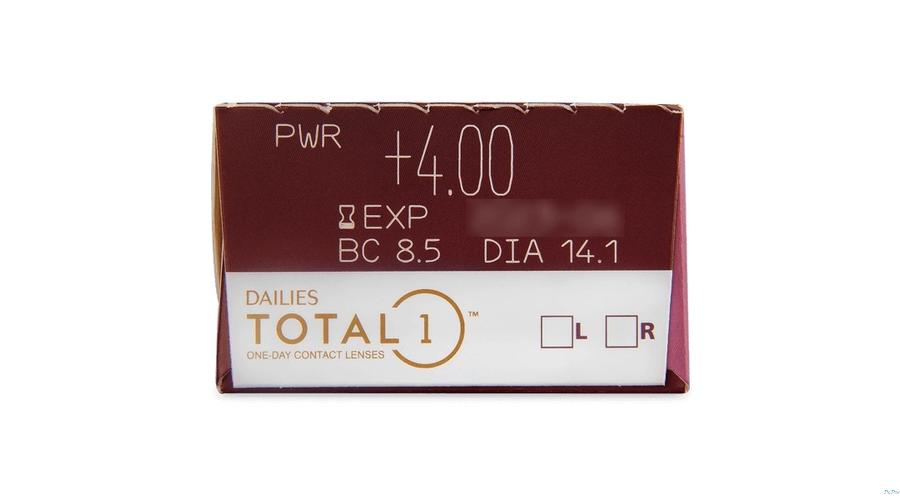 PWR +4.00
EXP
BC 8.5 DIA 14.1
DAILIES
TOTAL 1™
ONE-DAY CONTACT LENSES
L R